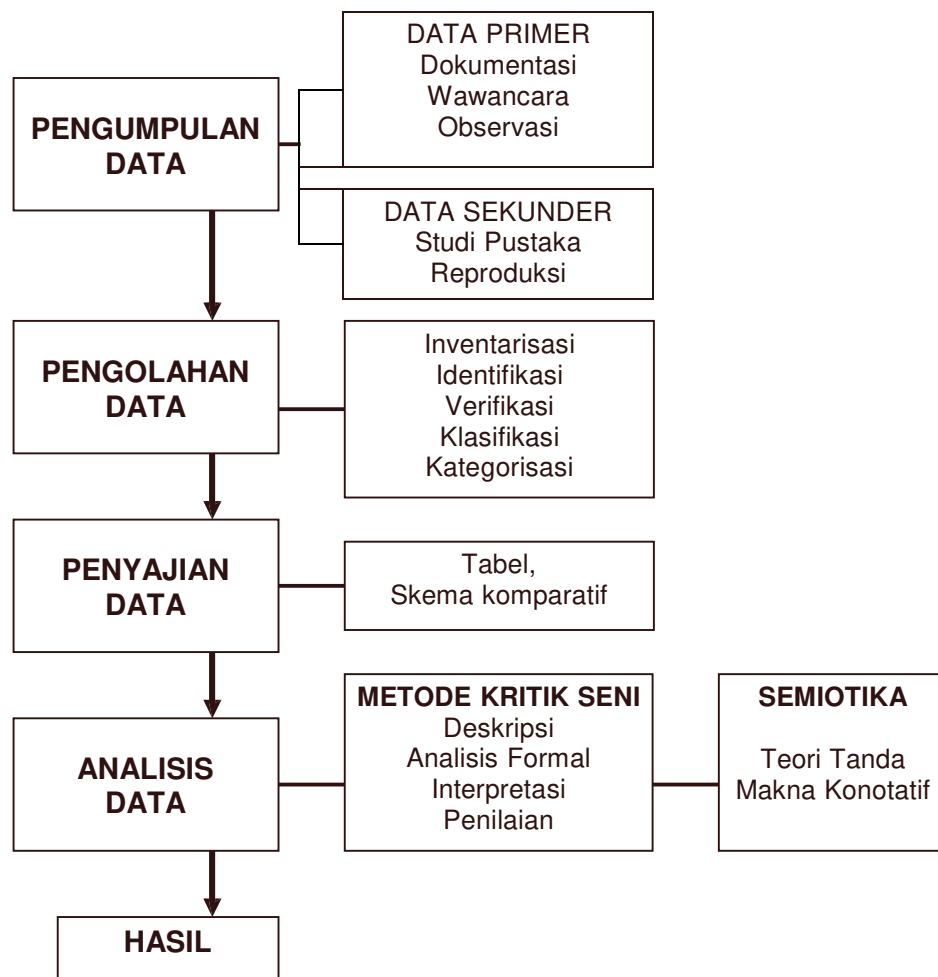 DATA PRIMER
Dokumentasi
Wawancara
Observasi
PENGUMPULAN
DATA
DATA SEKUNDER
Studi Pustaka
Reproduksi
PENGOLAHAN
DATA
Inventarisasi
Identifikasi
Verifikasi
Klasifikasi
Kategorisasi
PENYAJIAN
DATA
Tabel,
Skema komparatif
ANALISIS
DATA
METODE KRITIK SENI
Deskripsi
Analisis Formal
Interpretasi
Penilaian
SEMIOTIKA
Teori Tanda
Makna Konotatif
HASIL